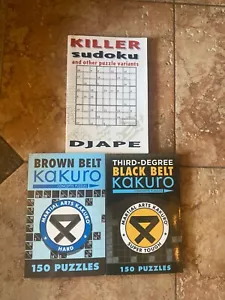 KILLER
sudoku
and other puzzle variants
DJAPE
BROWN BELT
kakuro
MARTIAL ARTS KAKURO
HARD
150 PUZZLES
THIRD-DEGREE
BLACK BELT
kakuro
MARTIAL ARTS KAKURO
SUPER TOUGH
150 PUZZLES